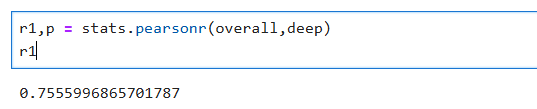 r1,p = stats.pearsonr(overall,deep)
r1
0.7555996865701787